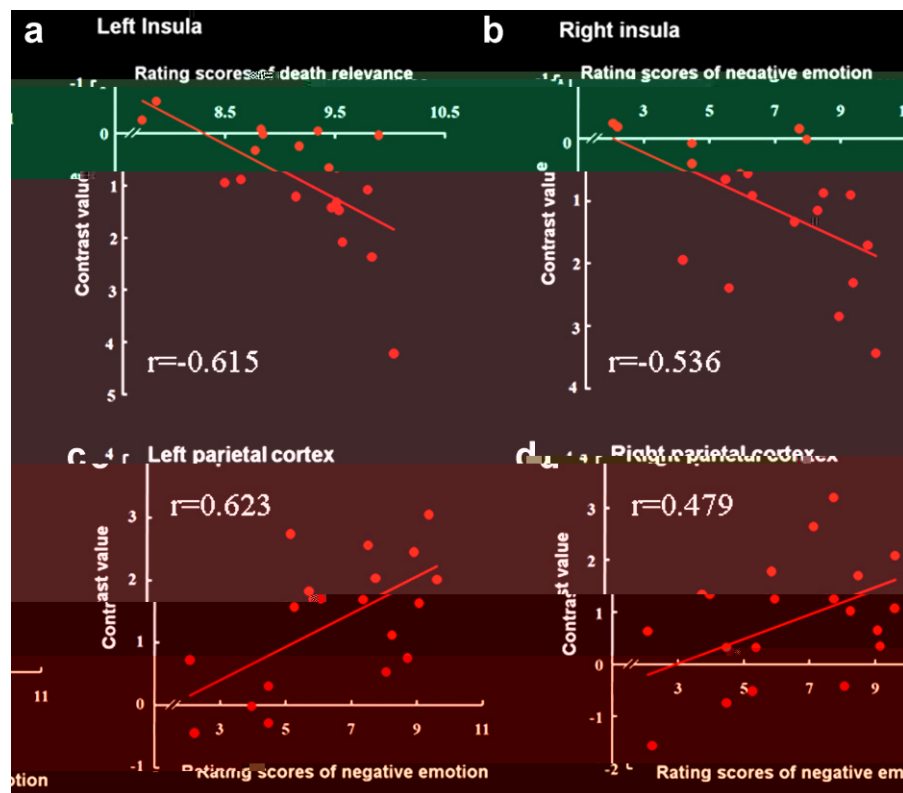 a Left Insula
Rating scores of death relevance
-1
8.5 9.5 10.5
0
1
2
3
4
5
Contrast value
r=-0.615
b Right insula
Rating scores of negative emotion
3 5 7 9
0
1
2
3
4
Contrast value
r=-0.536
c Left parietal cortex
4
r=0.623
3
2
1
0
-1
Contrast value
3 5 7 9 11
Rating scores of negative emotion
d Right parietal cortex
4
r=0.479
3
2
1
0
-1
-2
Contrast value
3 5 7 9
Rating scores of negative em
11
otion